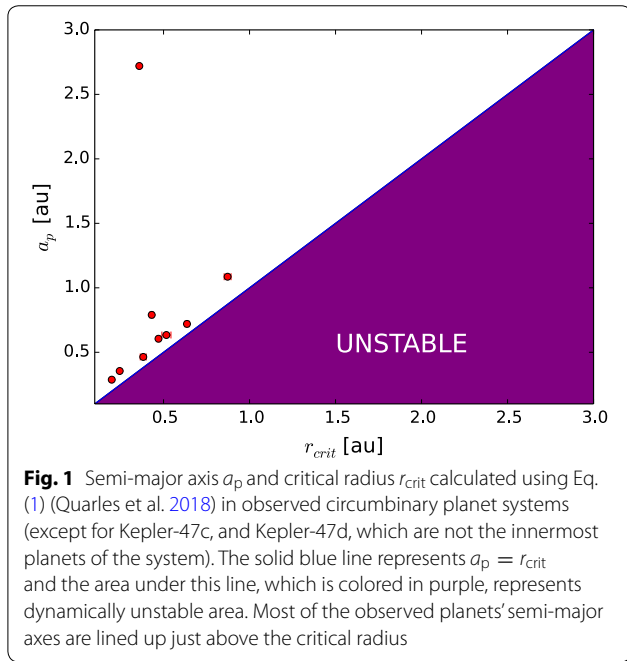 3.0
2.5
2.0
1.5
1.0
0.5
a_p [au]
UNSTABLE
0.5 1.0 1.5 2.0 2.5 3.0
r_crit [au]
Fig. 1 Semi-major axis a_p and critical radius r_crit calculated using Eq.
(1) (Quarles et al. 2018) in observed circumbinary planet systems
(except for Kepler-47c, and Kepler-47d, which are not the innermost
planets of the system). The solid blue line represents a_p = r_crit
and the area under this line, which is colored in purple, represents
dynamically unstable area. Most of the observed planets' semi-major
axes are lined up just above the critical radius